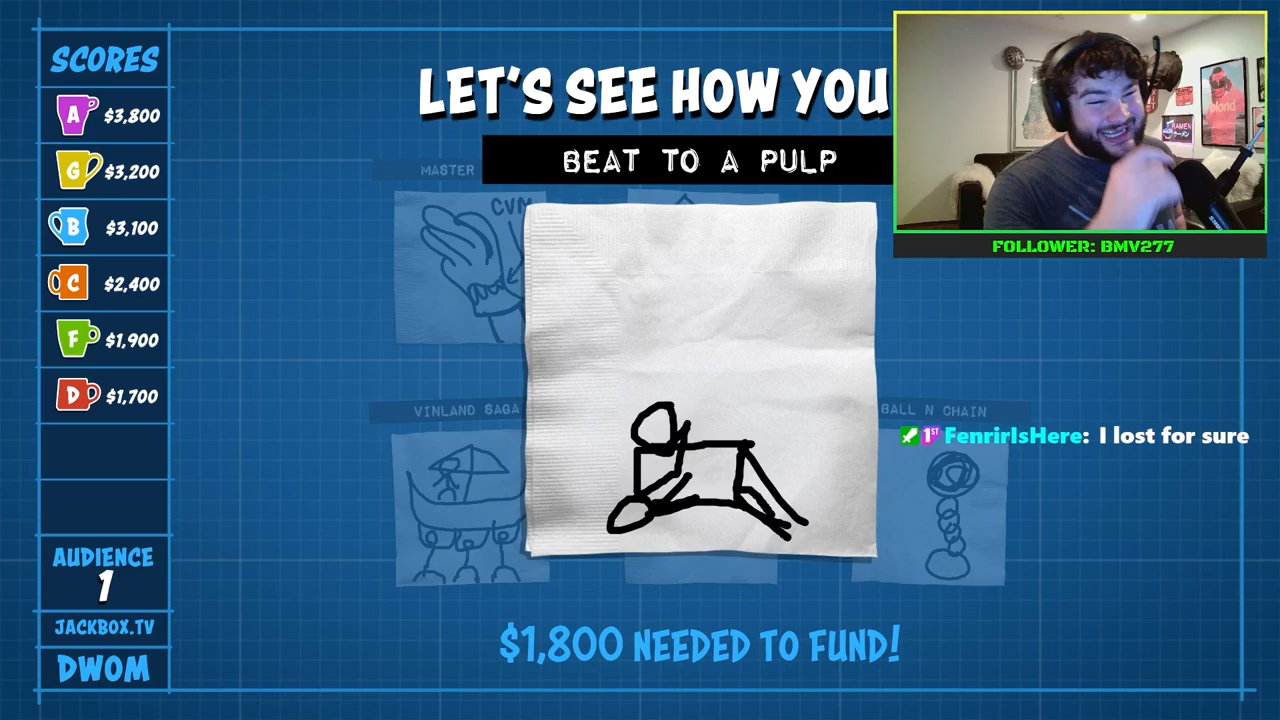 SCORES
A $3,800
G $3,200
B $3,100
C $2,400
F $1,900
D $1,700
AUDIENCE
1
JACKBOX.TV
DWOM
LET'S SEE HOW YOU
BEAT TO A PULP
MASTER
VINLAND SAGA
BALL N CHAIN
$1,800 NEEDED TO FUND!
blond
RAMEN
FOLLOWER: BMV277
1ST FenrirIsHere: I lost for sure